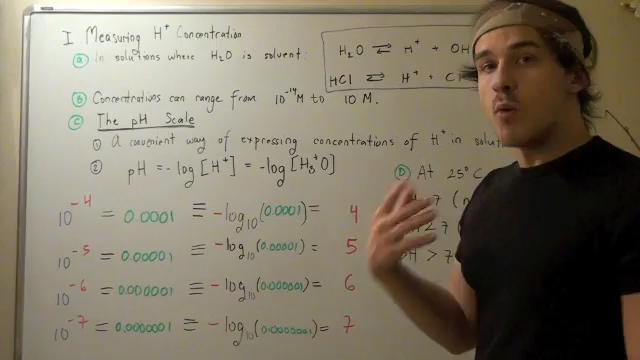 I Measuring H⁺ Concentration
(a) In solutions where H₂O is solvent:
H₂O ⇌ H⁺ + OH
HCl ⇌ H⁺ + Cl
(B) Concentrations can range from 10⁻¹⁴M to 10 M.
(C) The pH Scale
(1) A convenient way of expressing concentrations of H⁺ in
(2) pH = -log[H⁺] = -log[H₃⁺O]
(D) At 25° C
7
< 7
H > 7
10⁻⁴ = 0.0001 ≡ -log₁₀(0.0001) = 4
10⁻⁵ = 0.00001 ≡ -log₁₀(0.00001) = 5
10⁻⁶ = 0.000001 ≡ -log₁₀(0.000001) = 6
10⁻⁷ = 0.0000001 ≡ -log₁₀(0.0000001) = 7